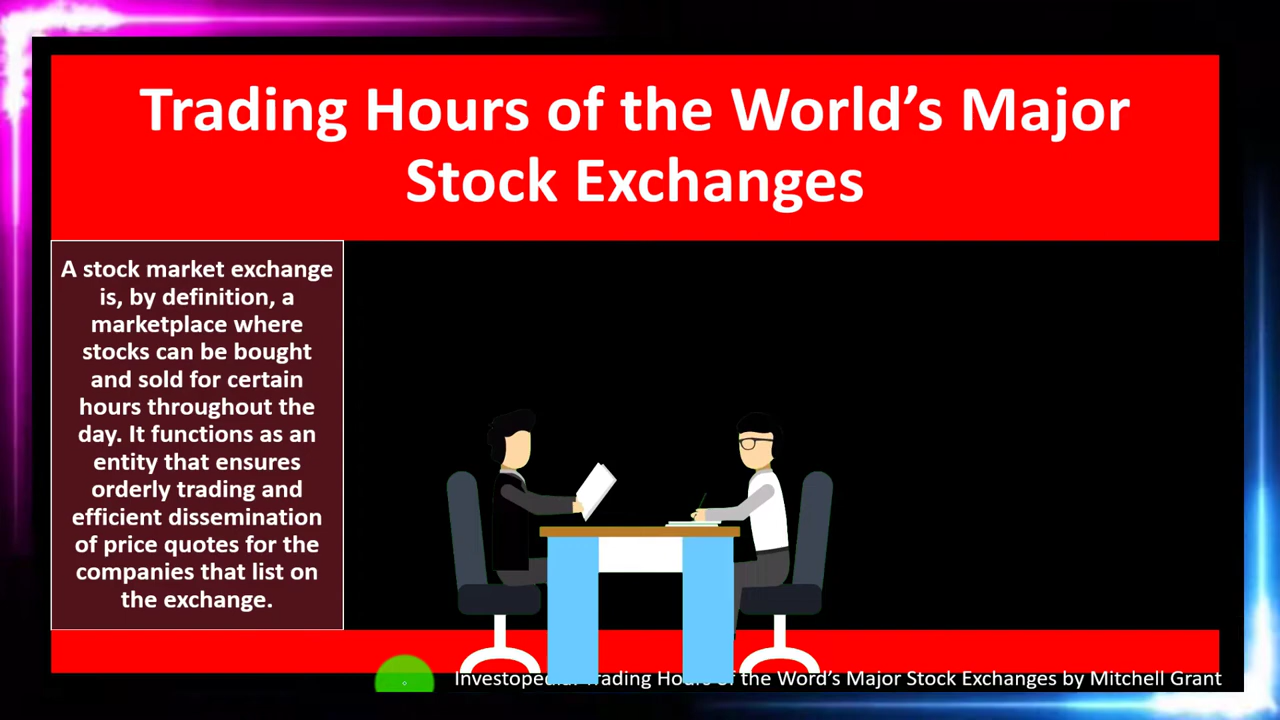 Trading Hours of the World’s Major
Stock Exchanges
A stock market exchange
is, by definition, a
marketplace where
stocks can be bought
and sold for certain
hours throughout the
day. It functions as an
entity that ensures
orderly trading and
efficient dissemination
of price quotes for the
companies that list on
the exchange.
Investopedia Trading Hours of the Word’s Major Stock Exchanges by Mitchell Grant